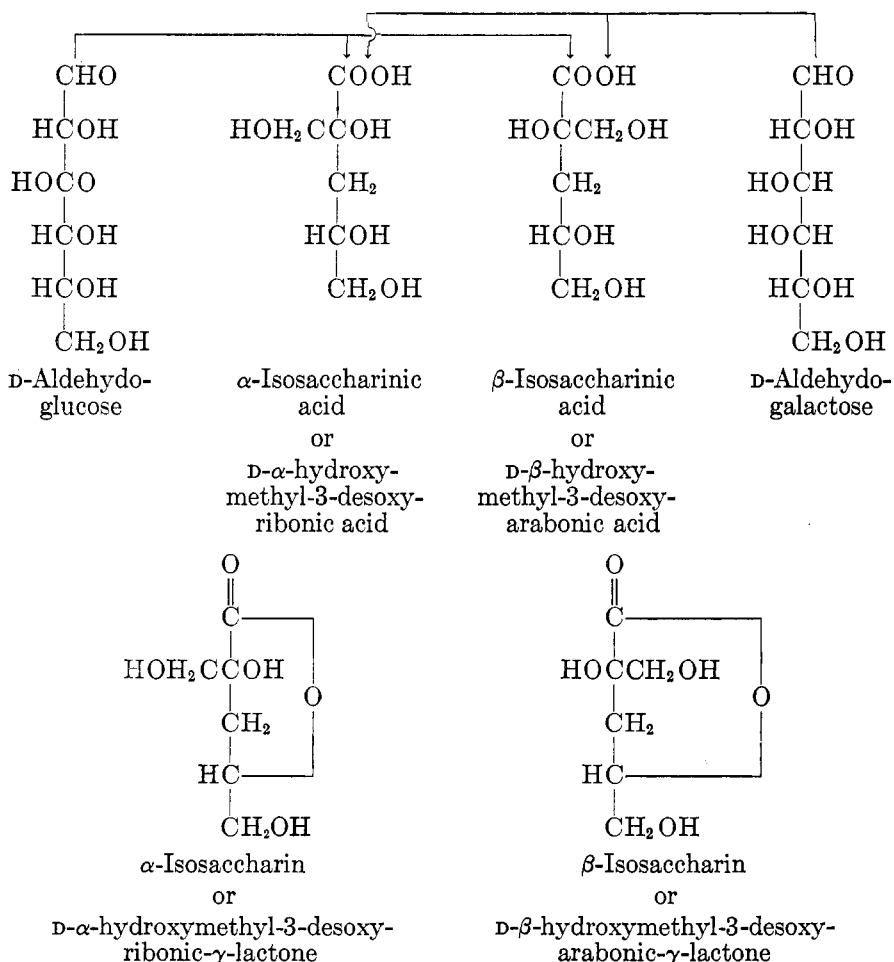 CHO COOH COOH CHO
HCOH HOH₂CCOH HOCCH₂OH HCOH
HOCO CH₂ CH₂ HOCH
HCOH HCOH HCOH HOCH
HCOH CH₂OH CH₂OH HCOH
CH₂OH CH₂OH
D-Aldehydo-
glucose
α-Isosaccharinic
acid
or
D-α-hydroxy-
methyl-3-desoxy-
ribonic acid
β-Isosaccharinic
acid
or
D-β-hydroxy-
methyl-3-desoxy-
arabonic acid
D-Aldehydo-
galactose
O O
C C
HOH₂CCOH HOCCH₂OH
O O
CH₂ CH₂
HC HC
CH₂OH CH₂OH
α-Isosaccharin
or
D-α-hydroxymethyl-3-desoxy-
ribonic-γ-lactone
β-Isosaccharin
or
D-β-hydroxymethyl-3-desoxy-
arabonic-γ-lactone